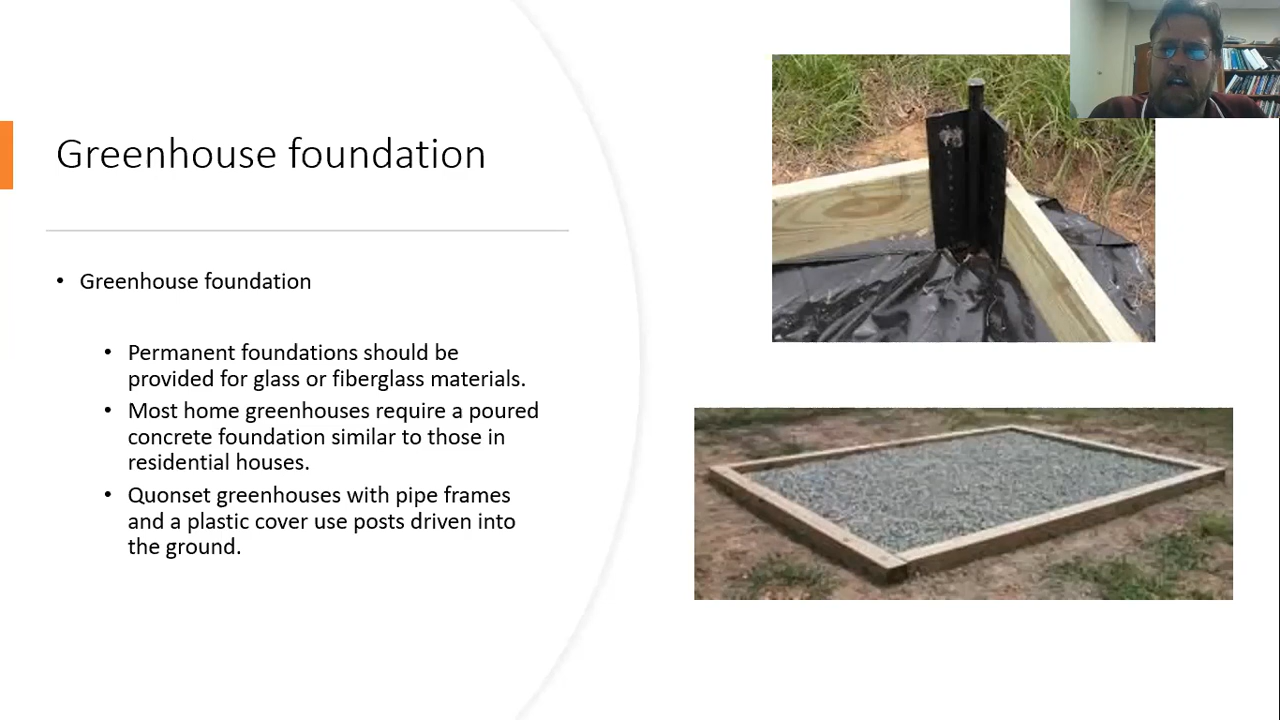 Greenhouse foundation
• Greenhouse foundation
• Permanent foundations should be
provided for glass or fiberglass materials.
• Most home greenhouses require a poured
concrete foundation similar to those in
residential houses.
• Quonset greenhouses with pipe frames
and a plastic cover use posts driven into
the ground.